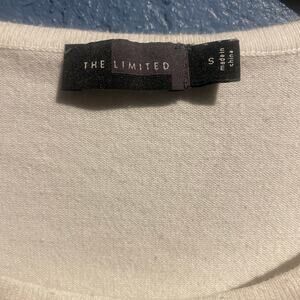 THE LIMITED
S
made in
china